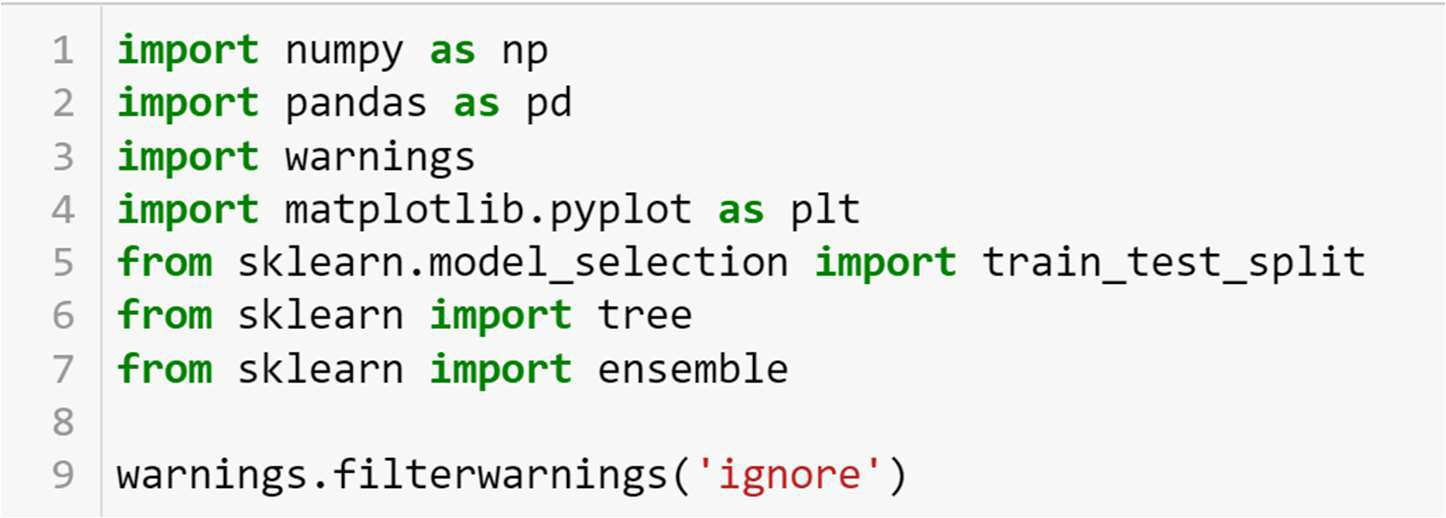 1 import numpy as np
2 import pandas as pd
3 import warnings
4 import matplotlib.pyplot as plt
5 from sklearn.model_selection import train_test_split
6 from sklearn import tree
7 from sklearn import ensemble
8
9 warnings.filterwarnings('ignore')